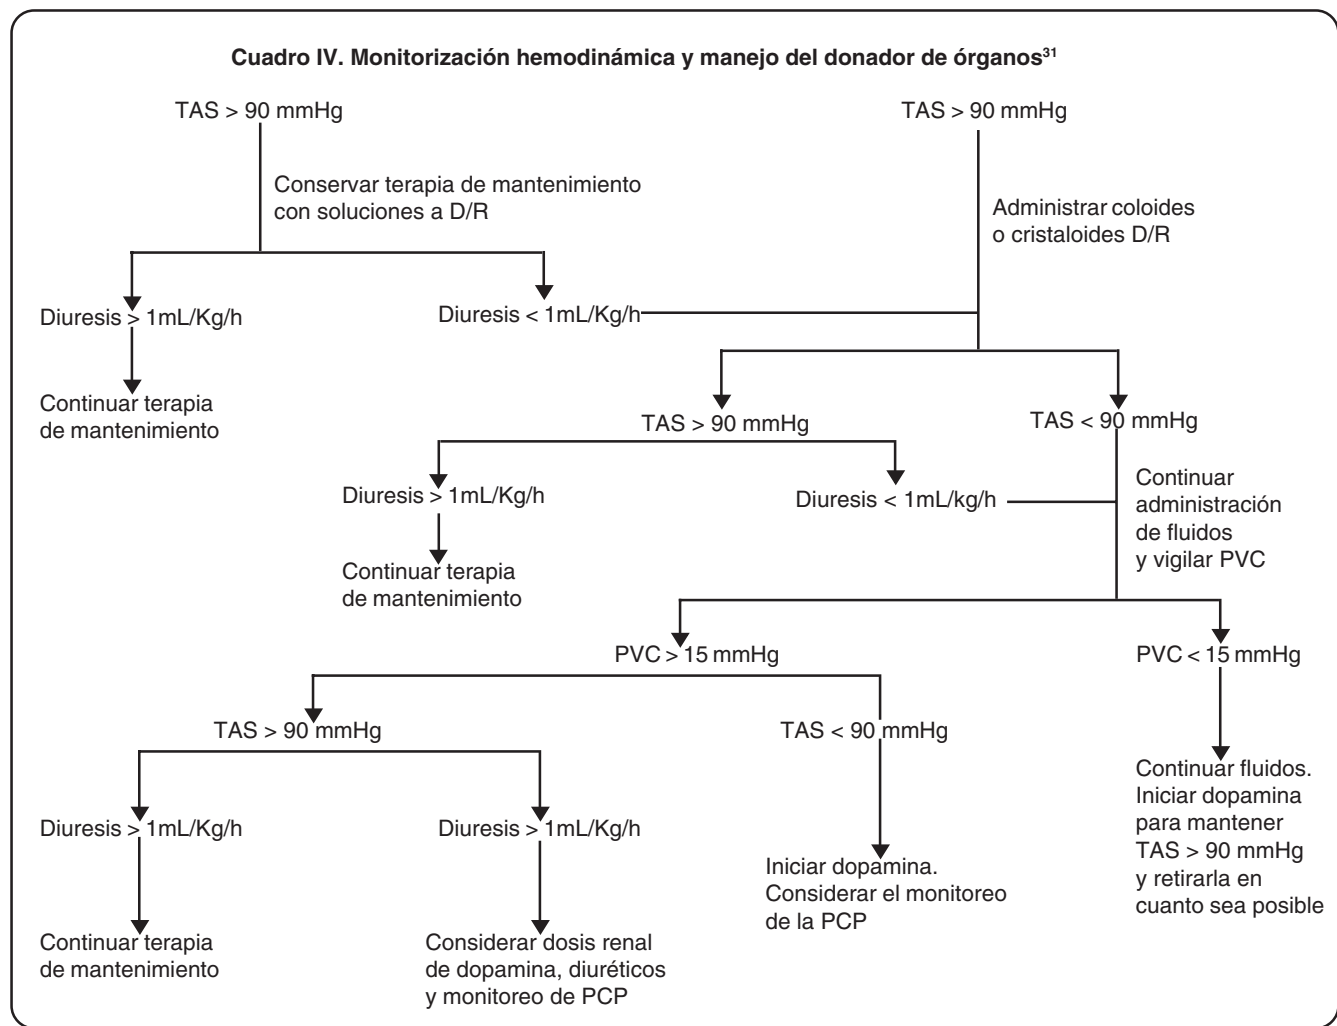 Cuadro IV. Monitorización hemodinámica y manejo del donador de órganos³¹
TAS > 90 mmHg
TAS > 90 mmHg
Conservar terapia de mantenimiento
con soluciones a D/R
Administrar coloides
o cristaloides D/R
Diuresis > 1mL/Kg/h
Diuresis < 1mL/Kg/h
Continuar terapia
de mantenimiento
TAS > 90 mmHg
TAS < 90 mmHg
Diuresis > 1mL/Kg/h
Diuresis < 1mL/kg/h
Continuar
administración
de fluidos
y vigilar PVC
Continuar terapia
de mantenimiento
PVC > 15 mmHg
PVC < 15 mmHg
TAS > 90 mmHg
TAS < 90 mmHg
Continuar fluidos.
Iniciar dopamina
para mantener
TAS > 90 mmHg
y retirarla en
cuanto sea posible
Diuresis > 1mL/Kg/h
Diuresis > 1mL/Kg/h
Iniciar dopamina.
Considerar el monitoreo
de la PCP
Continuar terapia
de mantenimiento
Considerar dosis renal
de dopamina, diuréticos
y monitoreo de PCP